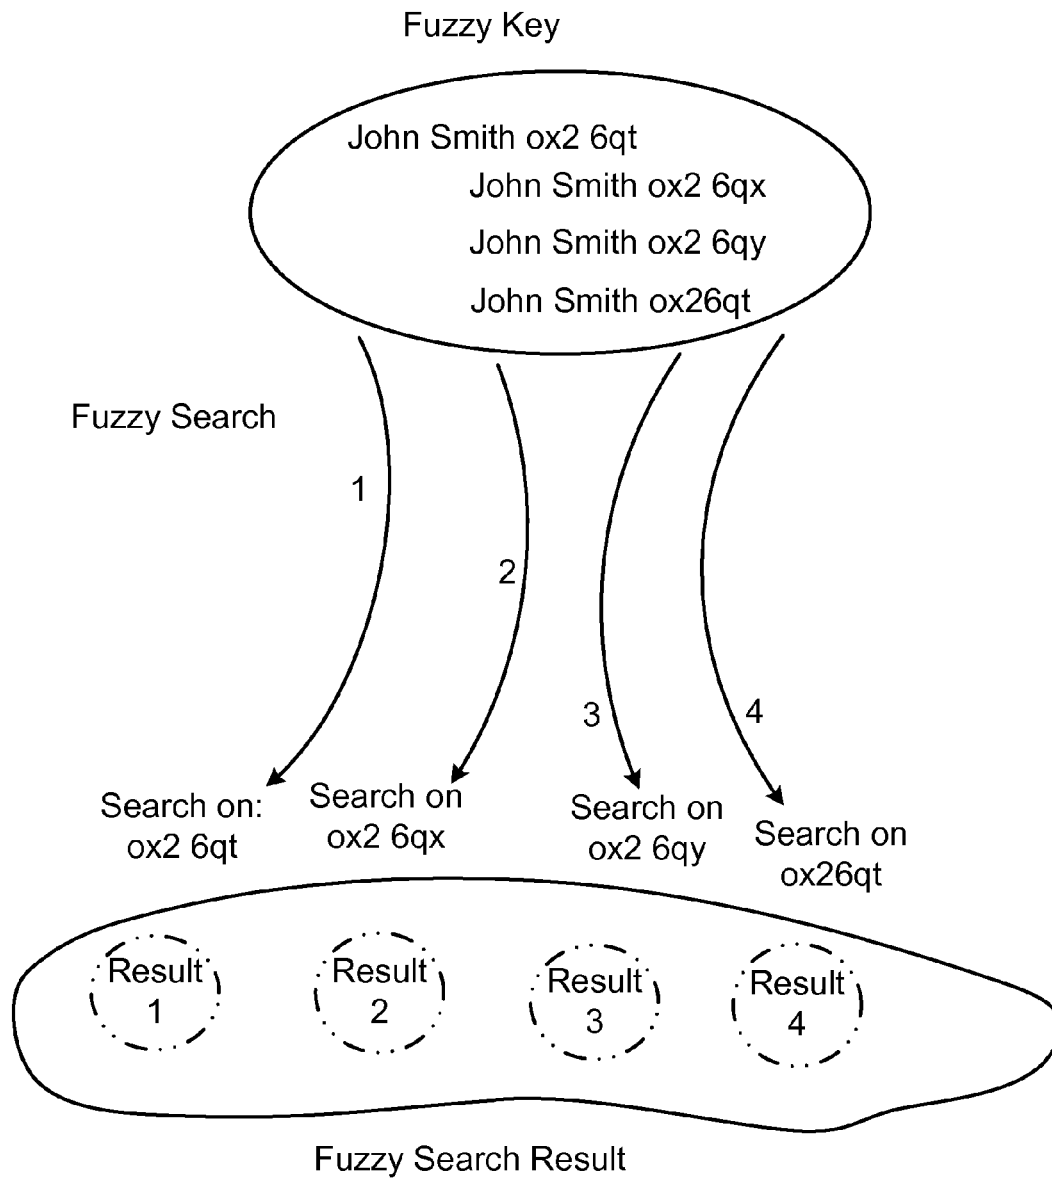 Fuzzy Key
John Smith ox2 6qt
John Smith ox2 6qx
John Smith ox2 6qy
John Smith ox26qt
Fuzzy Search
1
2
3
4
Search on:
ox2 6qt
Search on
ox2 6qx
Search on
ox2 6qy
Search on
ox26qt
Result
1
Result
2
Result
3
Result
4
Fuzzy Search Result